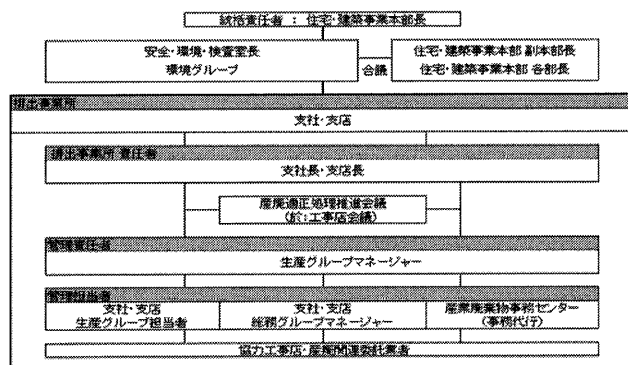 統括責任者 : 住宅・建築事業本部長
安全・環境・検査室長
環境グループ
合議
住宅・建築事業本部 副本部長
住宅・建築事業本部 各部長
排出事業所
支社・支店
排出事業所 責任者
支社長・支店長
産廃適正処理推進会議
(於:工事店会議)
管理責任者
生産グループマネージャー
管理担当者
支社・支店
生産グループ担当者
支社・支店
総務グループマネージャー
産業廃棄物事務センター
(事務代行)
協力工事店・産廃関連委託業者